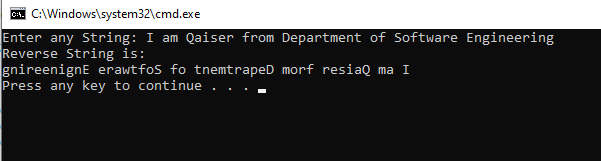 C:\Windows\system32\cmd.exe
Enter any String: I am Qaiser from Department of Software Engineering
Reverse String is:
gnireenignE erawtfoS fo tnemtrapeD morf resiaQ ma I
Press any key to continue . . .